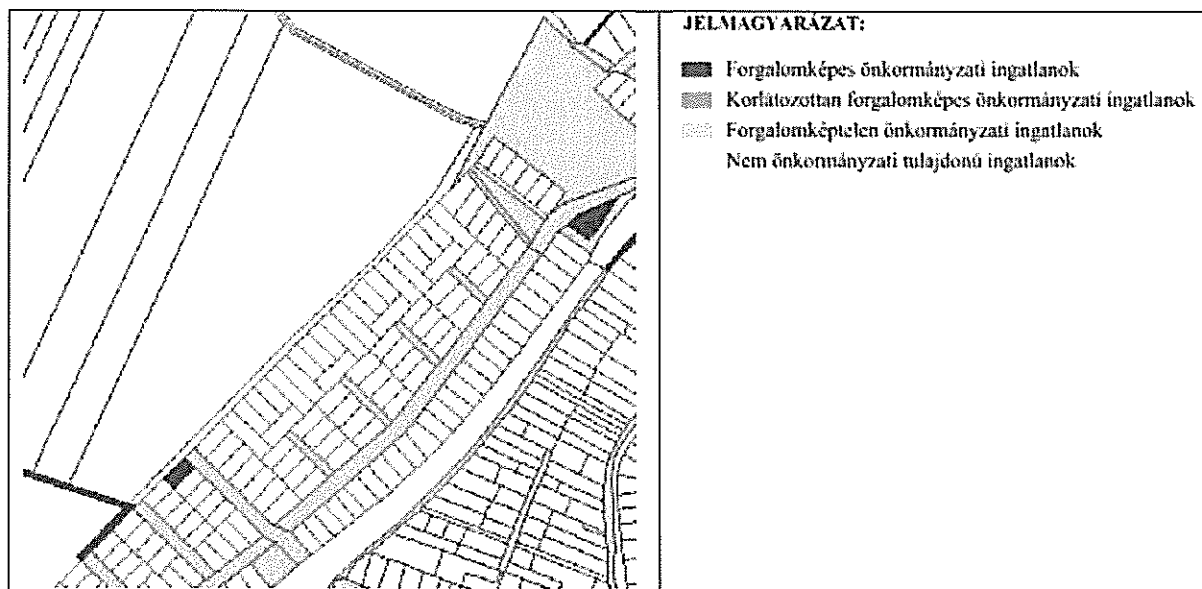 JELMAGYARÁZAT:
Forgalomképes önkormányzati ingatlanok
Korlátozottan forgalomképes önkormányzati ingatlanok
Forgalomképtelen önkormányzati ingatlanok
Nem önkormányzati tulajdonú ingatlanok